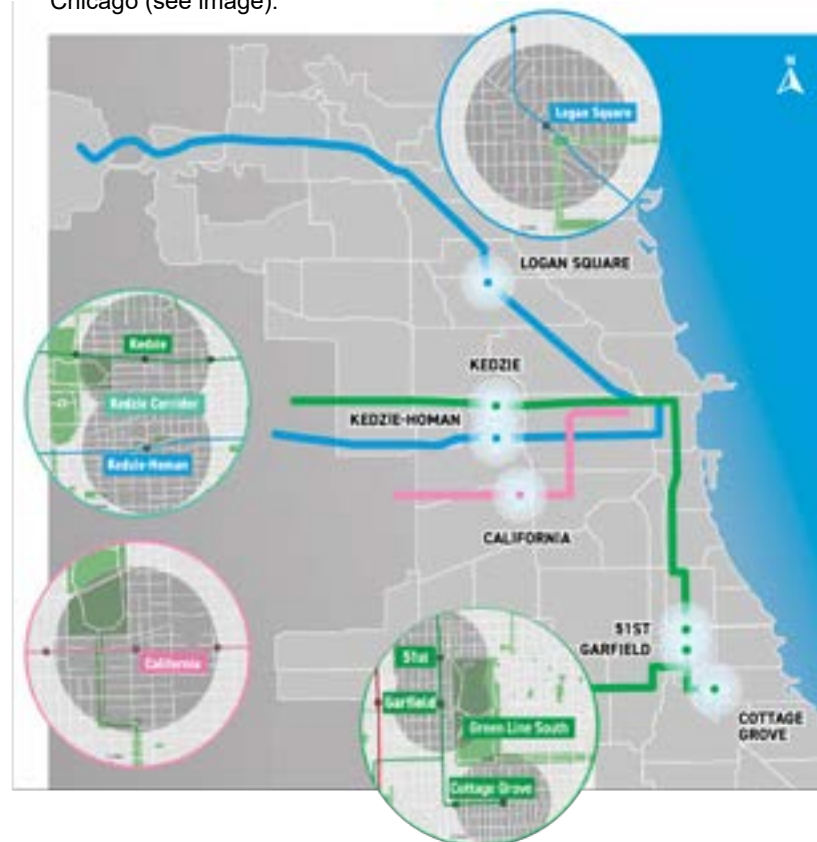 Chicago (see image).
N
Logan Square
LOGAN SQUARE
KEDZIE
KEDZIE-HOMAN
CALIFORNIA
Kedzie
Kedzie Corridor
Kedzie-Homan
California
51ST
GARFIELD
COTTAGE
GROVE
51st
Garfield
Green Line South
Cottage Grove